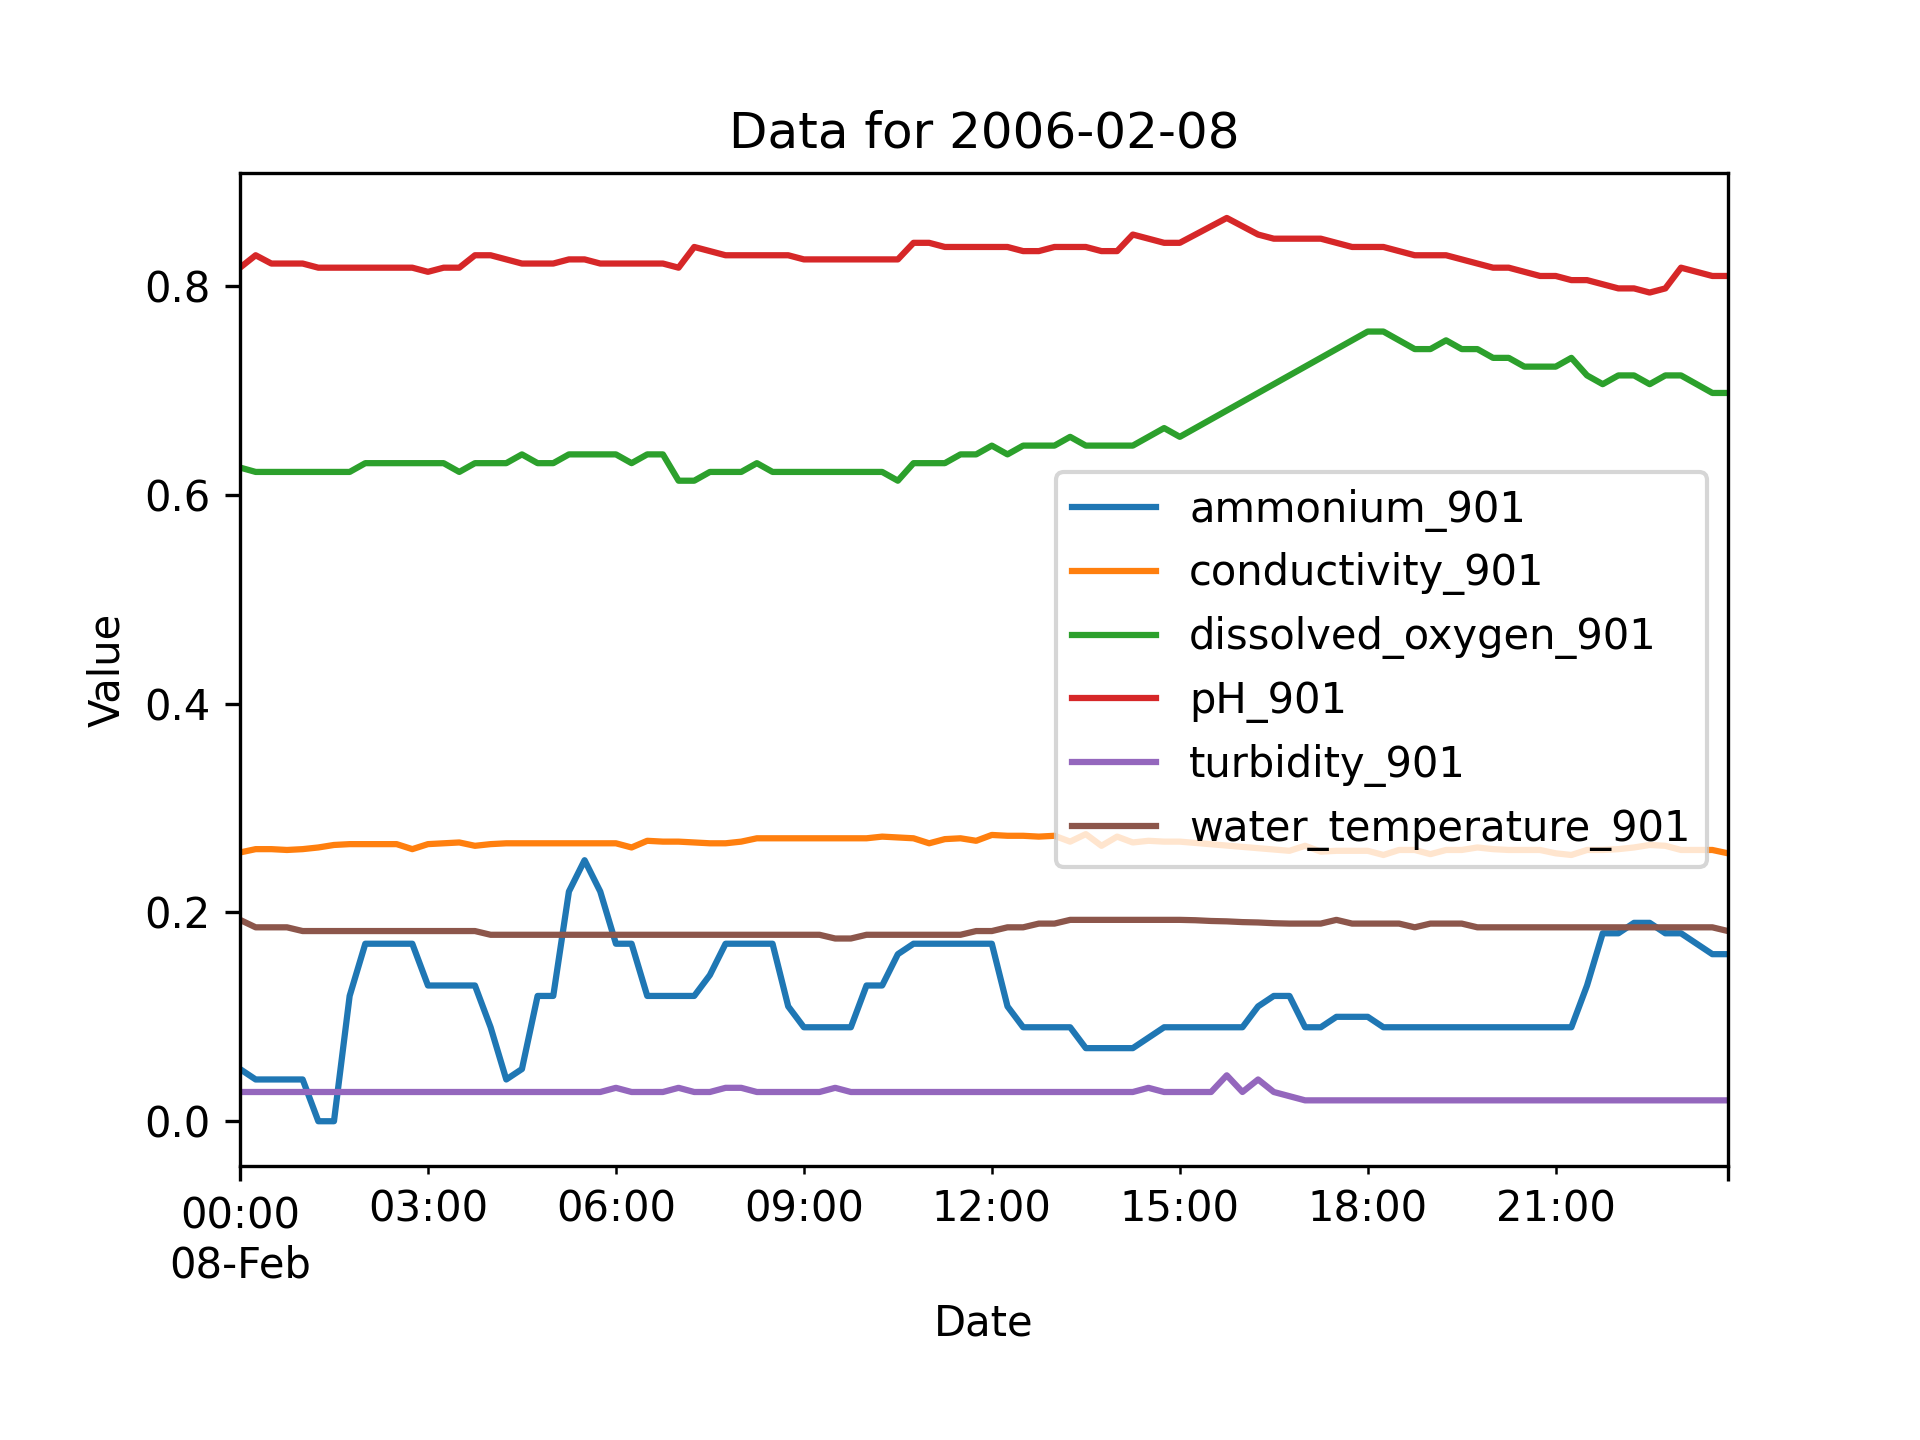 Data for 2006-02-08
Value
0.8
0.6
0.4
0.2
0.0
ammonium_901
conductivity_901
dissolved_oxygen_901
pH_901
turbidity_901
water_temperature_901
00:00 03:00 06:00 09:00 12:00 15:00 18:00 21:00
08-Feb
Date